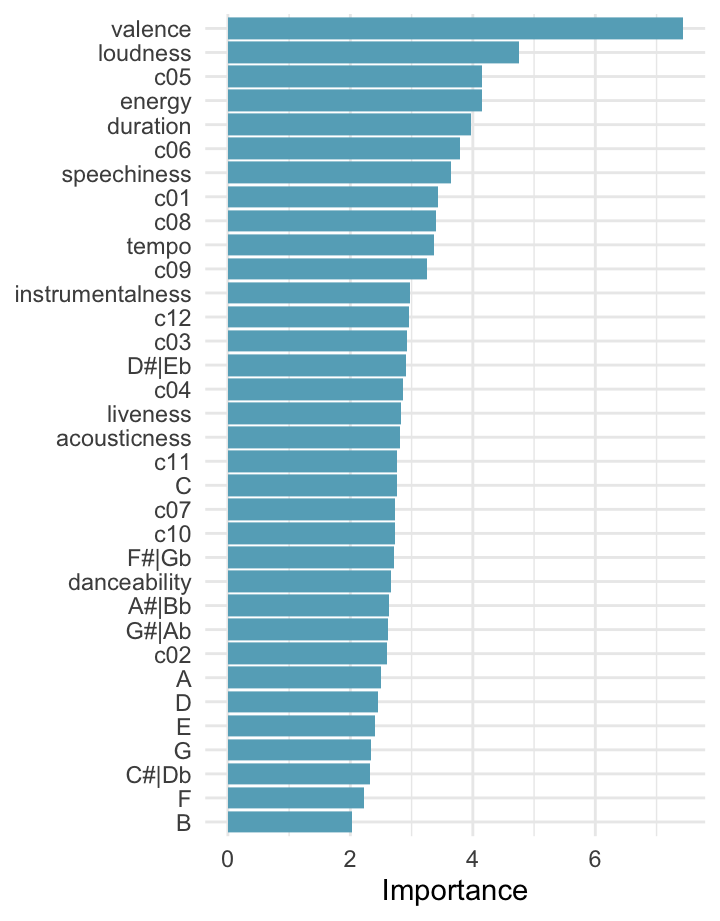 valence
loudness
c05
energy
duration
c06
speechiness
c01
c08
tempo
c09
instrumentalness
c12
c03
D#|Eb
c04
liveness
acousticness
c11
C
c07
c10
F#|Gb
danceability
A#|Bb
G#|Ab
c02
A
D
E
G
C#|Db
F
B
0 2 4 6
Importance